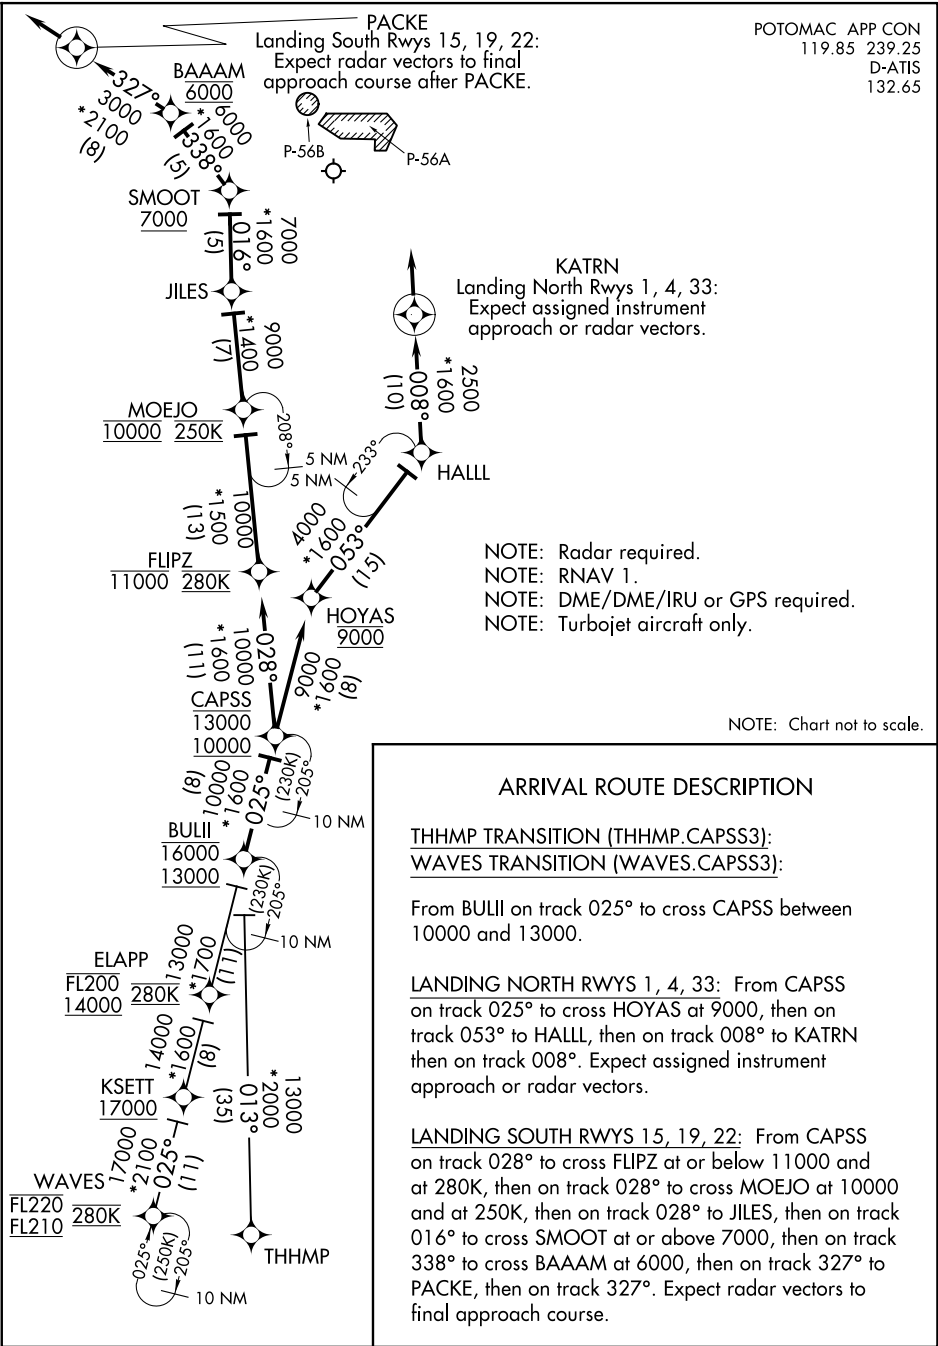 PACKE
Landing South Rwys 15, 19, 22:
Expect radar vectors to final
approach course after PACKE.
POTOMAC APP CON
119.85 239.25
D-ATIS
132.65
BAAAM
6000
327°
3000
*2100
(8)
6000
*1600
338°
(5)
P-56B
P-56A
SMOOT
7000
7000
*1600
016°
(5)
JILES
KATRN
Landing North Rwys 1, 4, 33:
Expect assigned instrument
approach or radar vectors.
9000
*1400
(7)
2500
*1600
008°
(10)
MOEJO
10000 250K
208°
5 NM
5 NM
233°
HALLL
10000
*1500
(13)
4000
*1600
053°
(15)
FLIPZ
11000 280K
HOYAS
9000
NOTE: Radar required.
NOTE: RNAV 1.
NOTE: DME/DME/IRU or GPS required.
NOTE: Turbojet aircraft only.
028°
10000
*1600
(11)
9000
*1600
(8)
CAPSS
13000
10000
NOTE: Chart not to scale.
(230K)
205°
10 NM
025°
10000
*1600
(8)
BULII
16000
13000
(230K)
205°
10 NM
13000
*1700
(11)
ELAPP
FL200
14000
280K
14000
*1600
(8)
KSETT
17000
13000
*2000
013°
(35)
17000
*2100
025°
(11)
WAVES
FL220
FL210
280K
THHMP
025°
(250K)
205°
10 NM
ARRIVAL ROUTE DESCRIPTION
THHMP TRANSITION (THHMP.CAPSS3):
WAVES TRANSITION (WAVES.CAPSS3):
From BULII on track 025° to cross CAPSS between
10000 and 13000.
LANDING NORTH RWYS 1, 4, 33: From CAPSS
on track 025° to cross HOYAS at 9000, then on
track 053° to HALLL, then on track 008° to KATRN
then on track 008°. Expect assigned instrument
approach or radar vectors.
LANDING SOUTH RWYS 15, 19, 22: From CAPSS
on track 028° to cross FLIPZ at or below 11000 and
at 280K, then on track 028° to cross MOEJO at 10000
and at 250K, then on track 028° to JILES, then on track
016° to cross SMOOT at or above 7000, then on track
338° to cross BAAAM at 6000, then on track 327° to
PACKE, then on track 327°. Expect radar vectors to
final approach course.